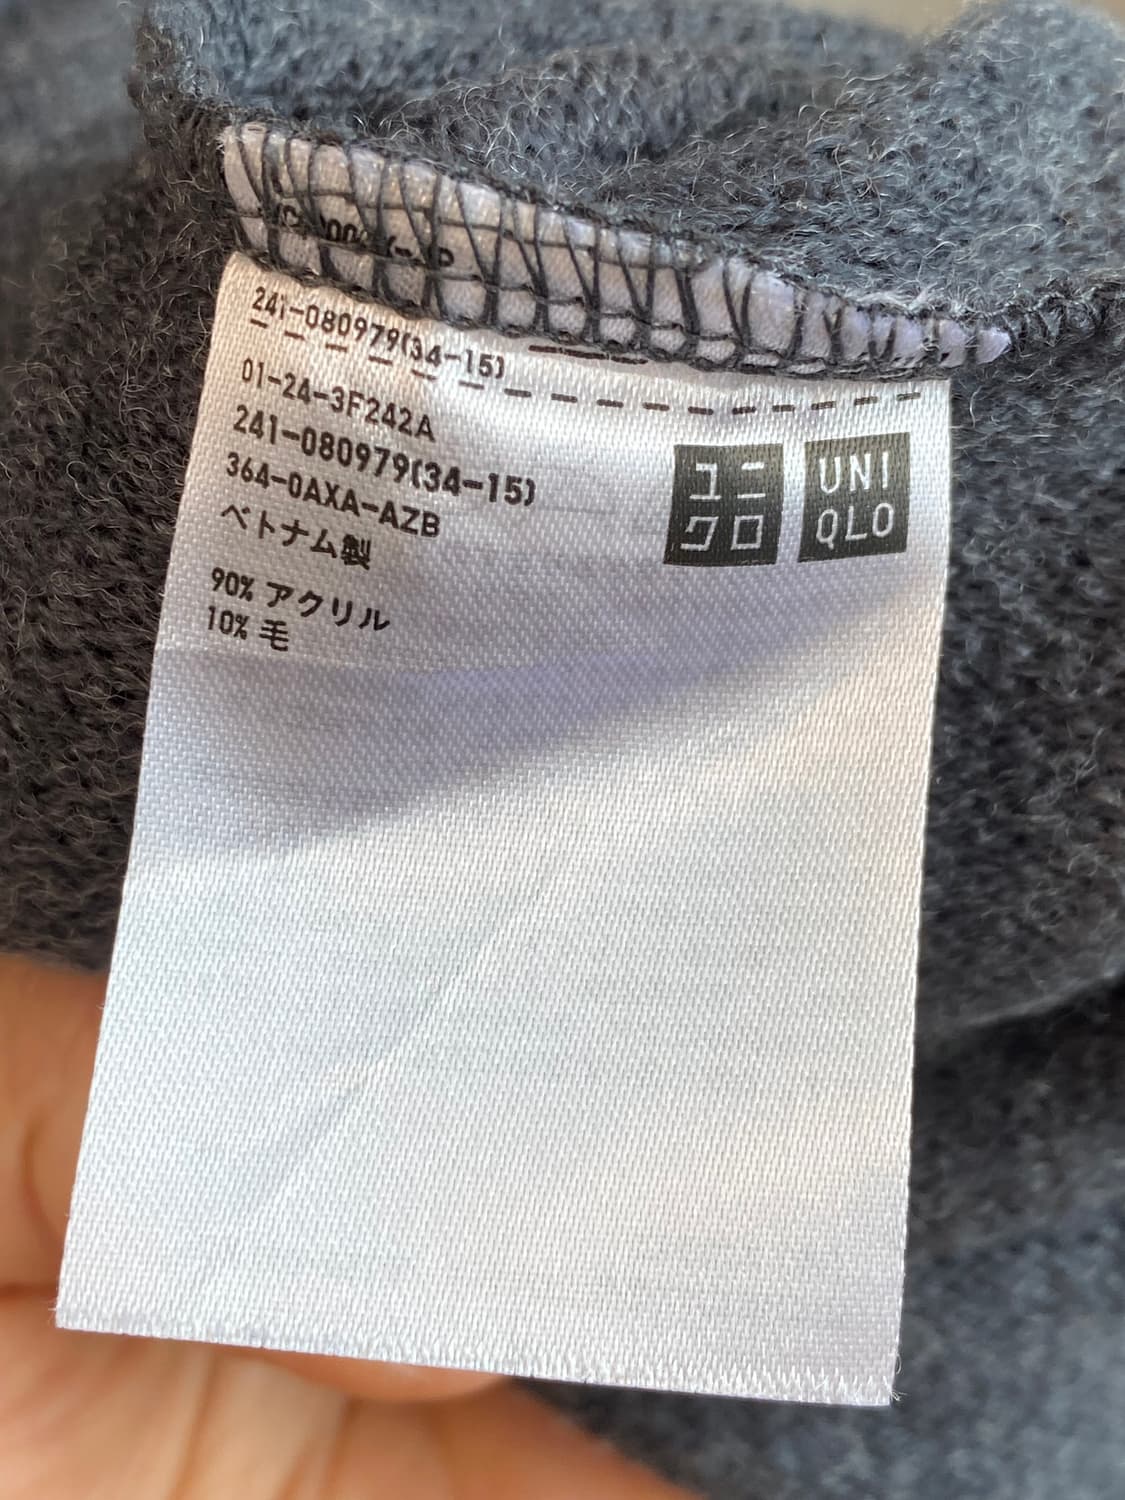 241-080979(34-15)
01-24-3F242A
241-080979(34-15)
364-0AXA-AZB
ベトナム製
90% アクリル
10% 毛
ユニ
クロ
UNI
QLO